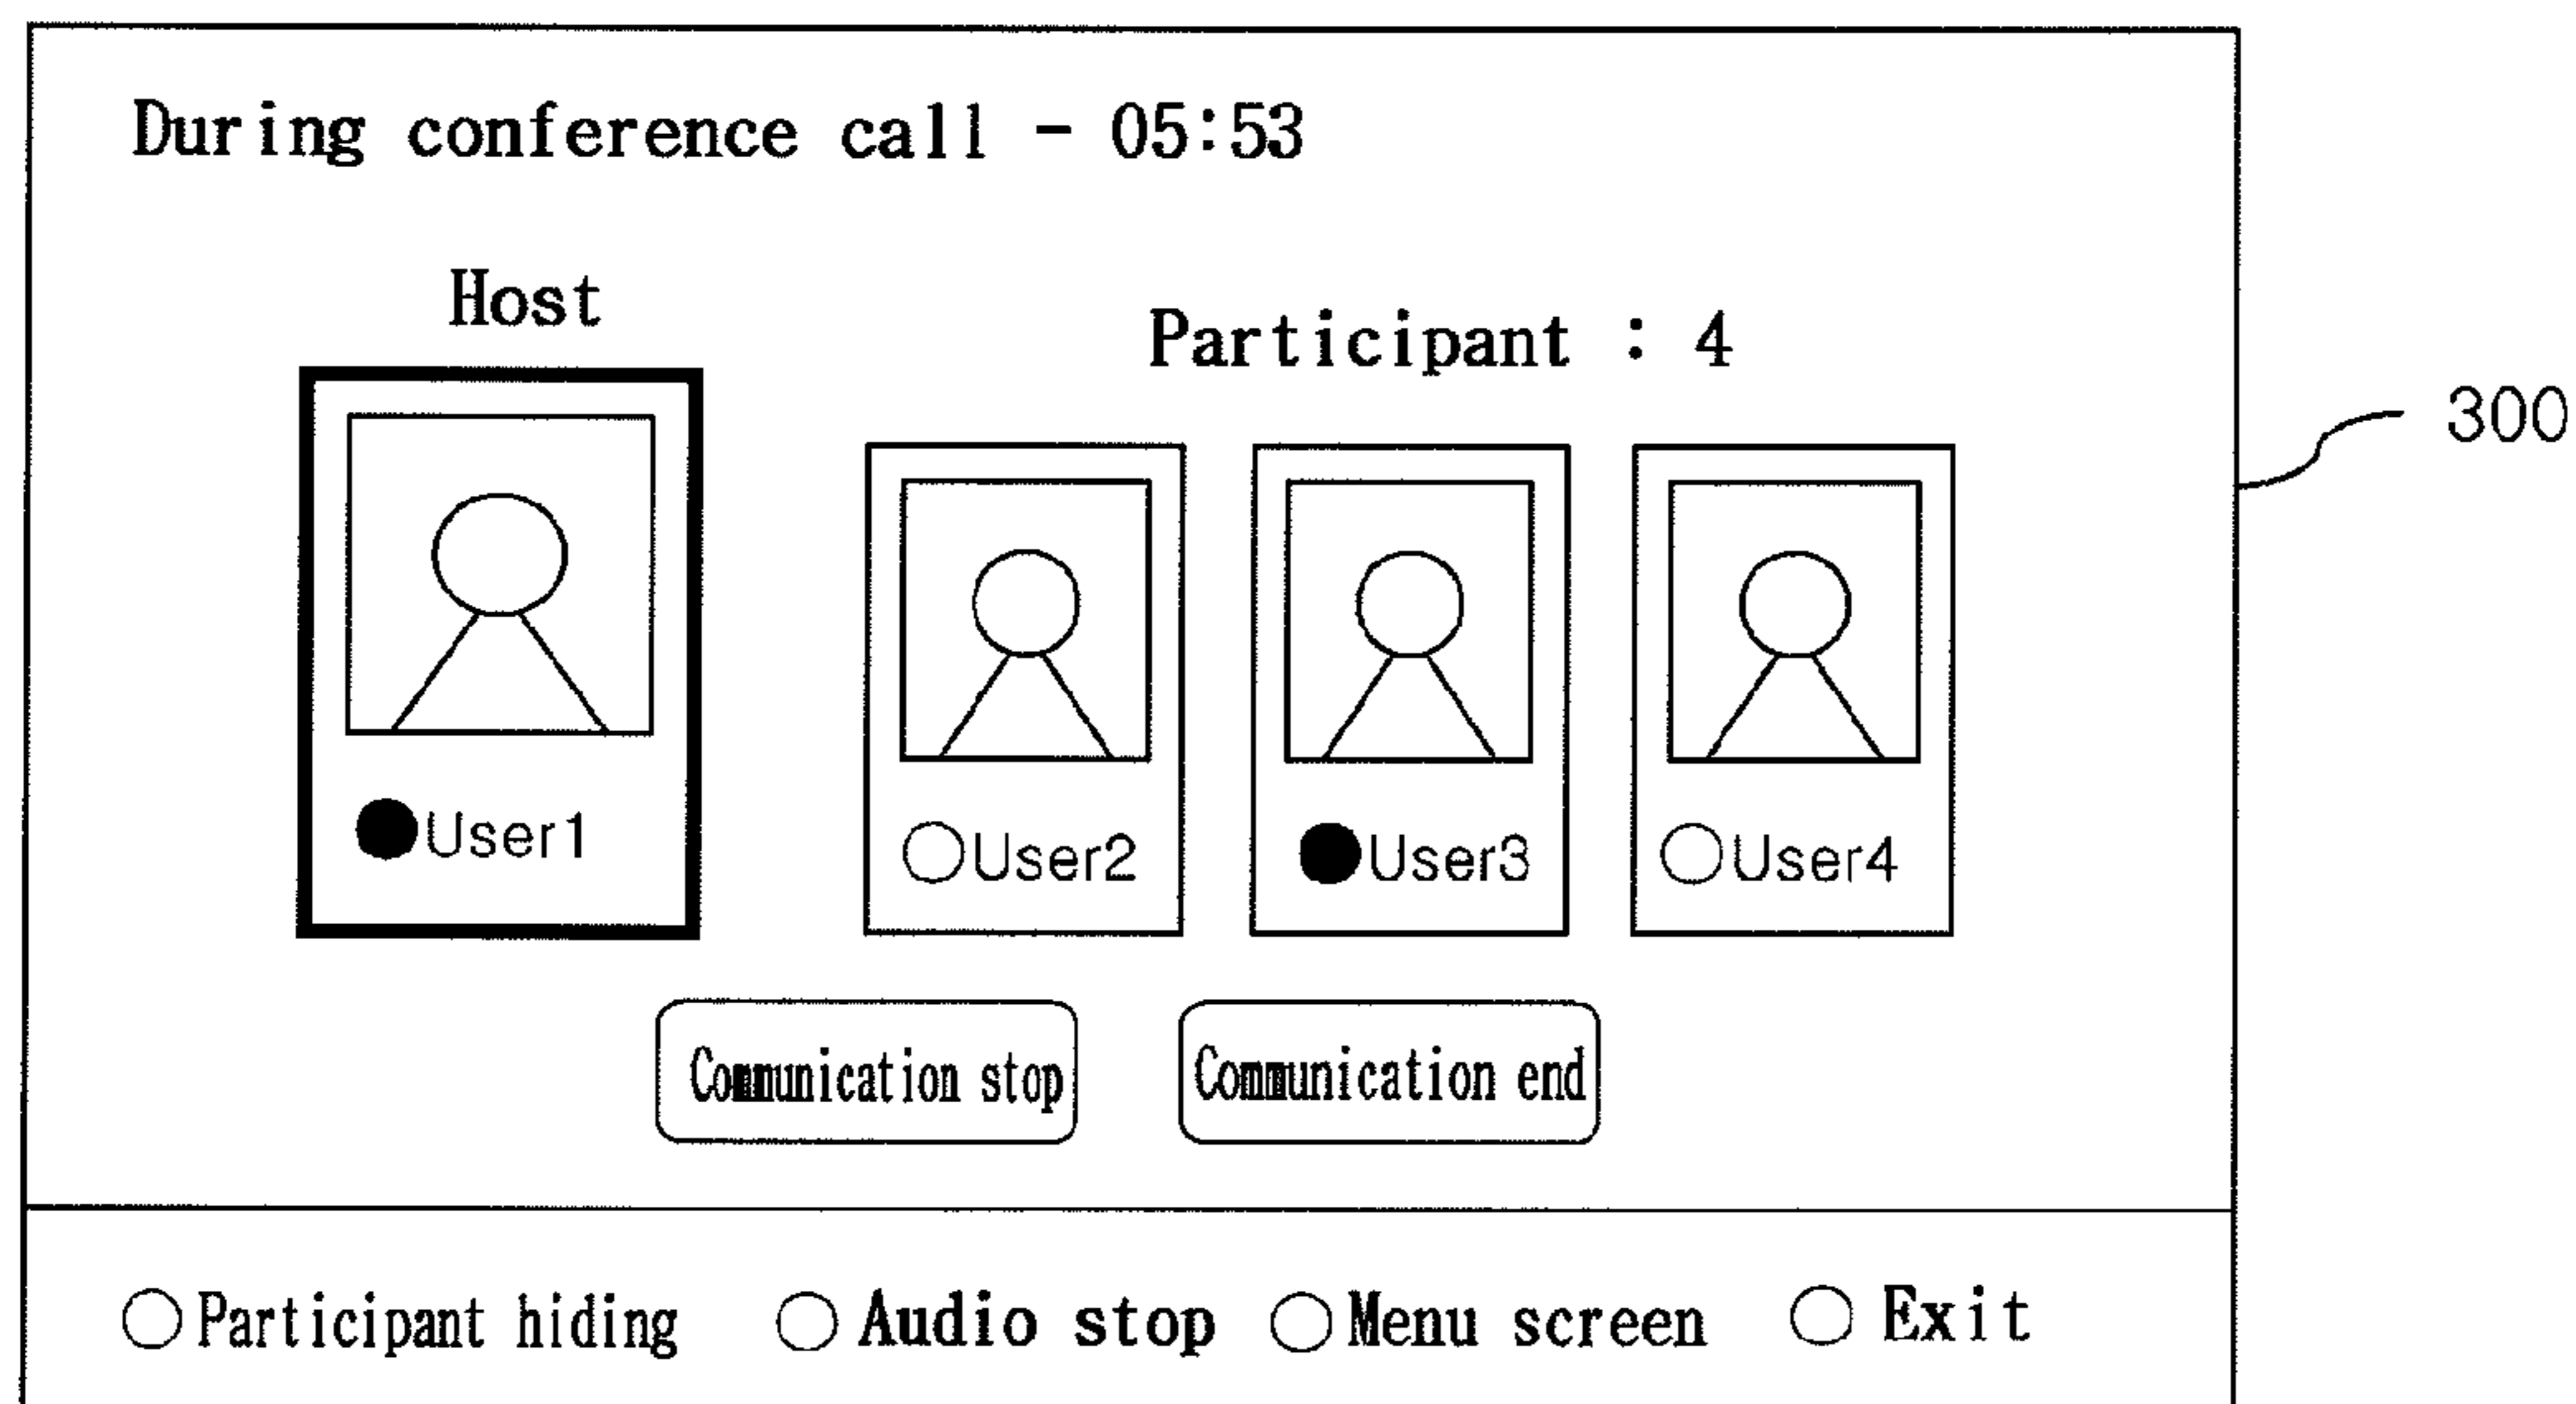 During conference call - 05:53
Host
Participant : 4
300
User1
User2
User3
User4
Communication stop
Communication end
Participant hiding
Audio stop
Menu screen
Exit